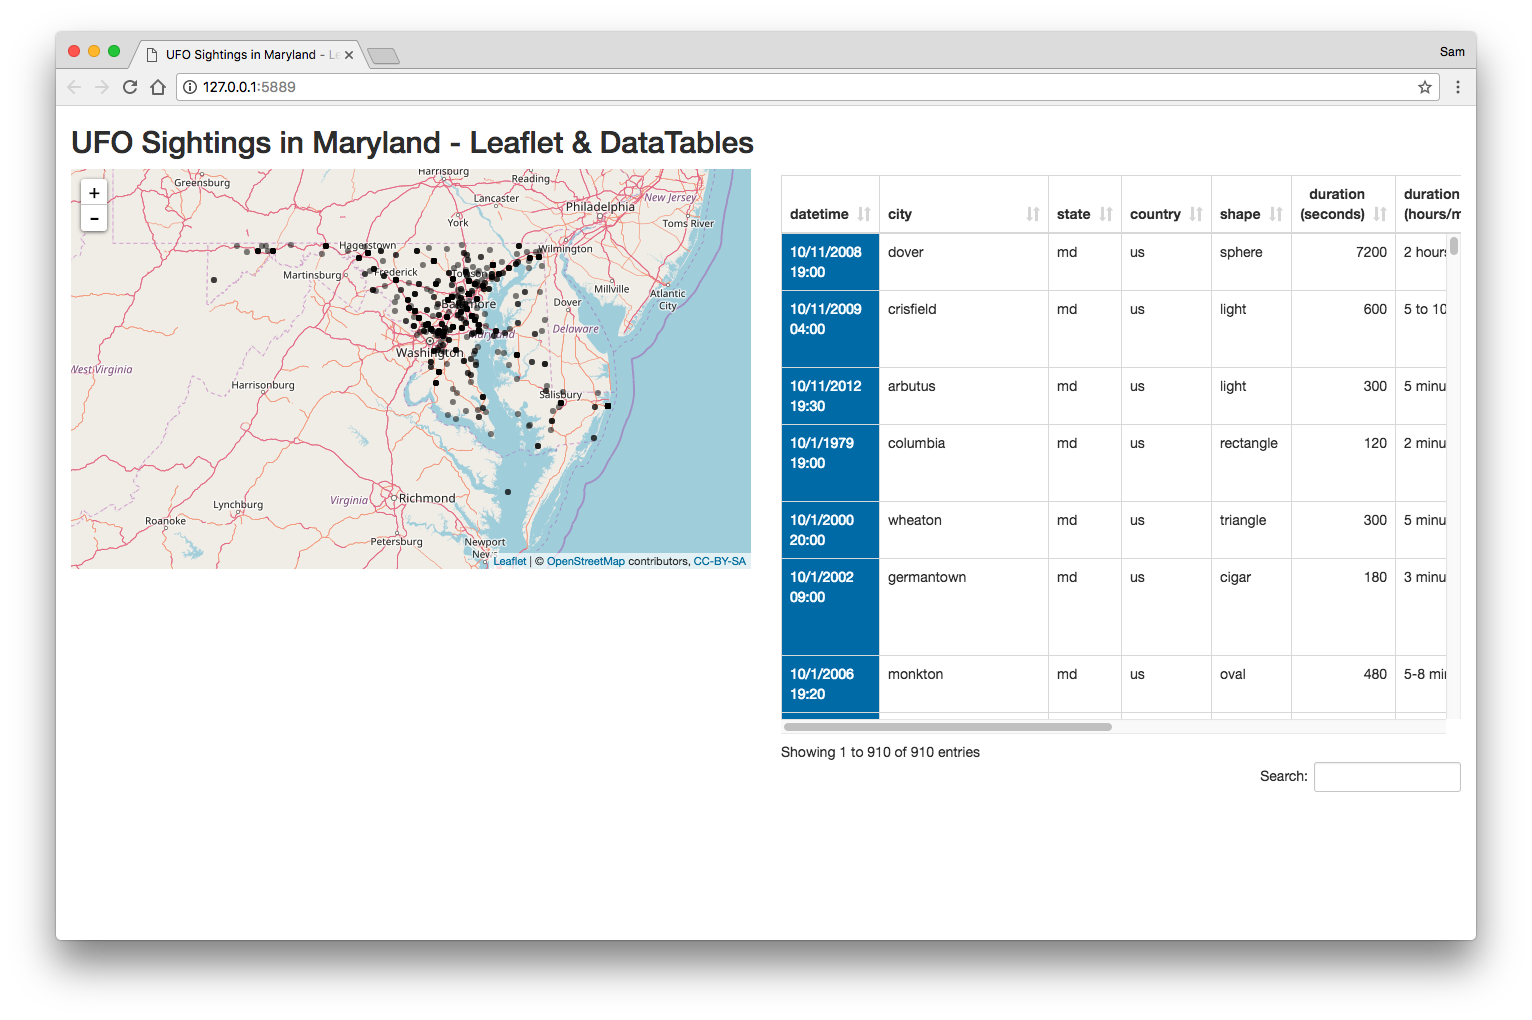 UFO Sightings in Maryland - Le
Sam
127.0.0.1:5889
UFO Sightings in Maryland - Leaflet & DataTables
+
-
Greensburg
Harrisburg
Reading
Lancaster
Philadelphia
New Jersey
York
Toms River
Hagerstown
Wilmington
Martinsburg
Frederick
Millville
Atlantic
City
Dover
Baltimore
Delaware
Washington
West Virginia
Harrisonburg
Salisbury
Virginia
Richmond
Lynchburg
Roanoke
Petersburg
Newport
Leaflet | © OpenStreetMap contributors, CC-BY-SA
datetime city state country shape duration (seconds) duration (hours/m
10/11/2008 19:00 dover md us sphere 7200 2 hours
10/11/2009 04:00 crisfield md us light 600 5 to 10
10/11/2012 19:30 arbutus md us light 300 5 minu
10/1/1979 19:00 columbia md us rectangle 120 2 minu
10/1/2000 20:00 wheaton md us triangle 300 5 minu
10/1/2002 09:00 germantown md us cigar 180 3 minu
10/1/2006 19:20 monkton md us oval 480 5-8 mi
Showing 1 to 910 of 910 entries
Search: